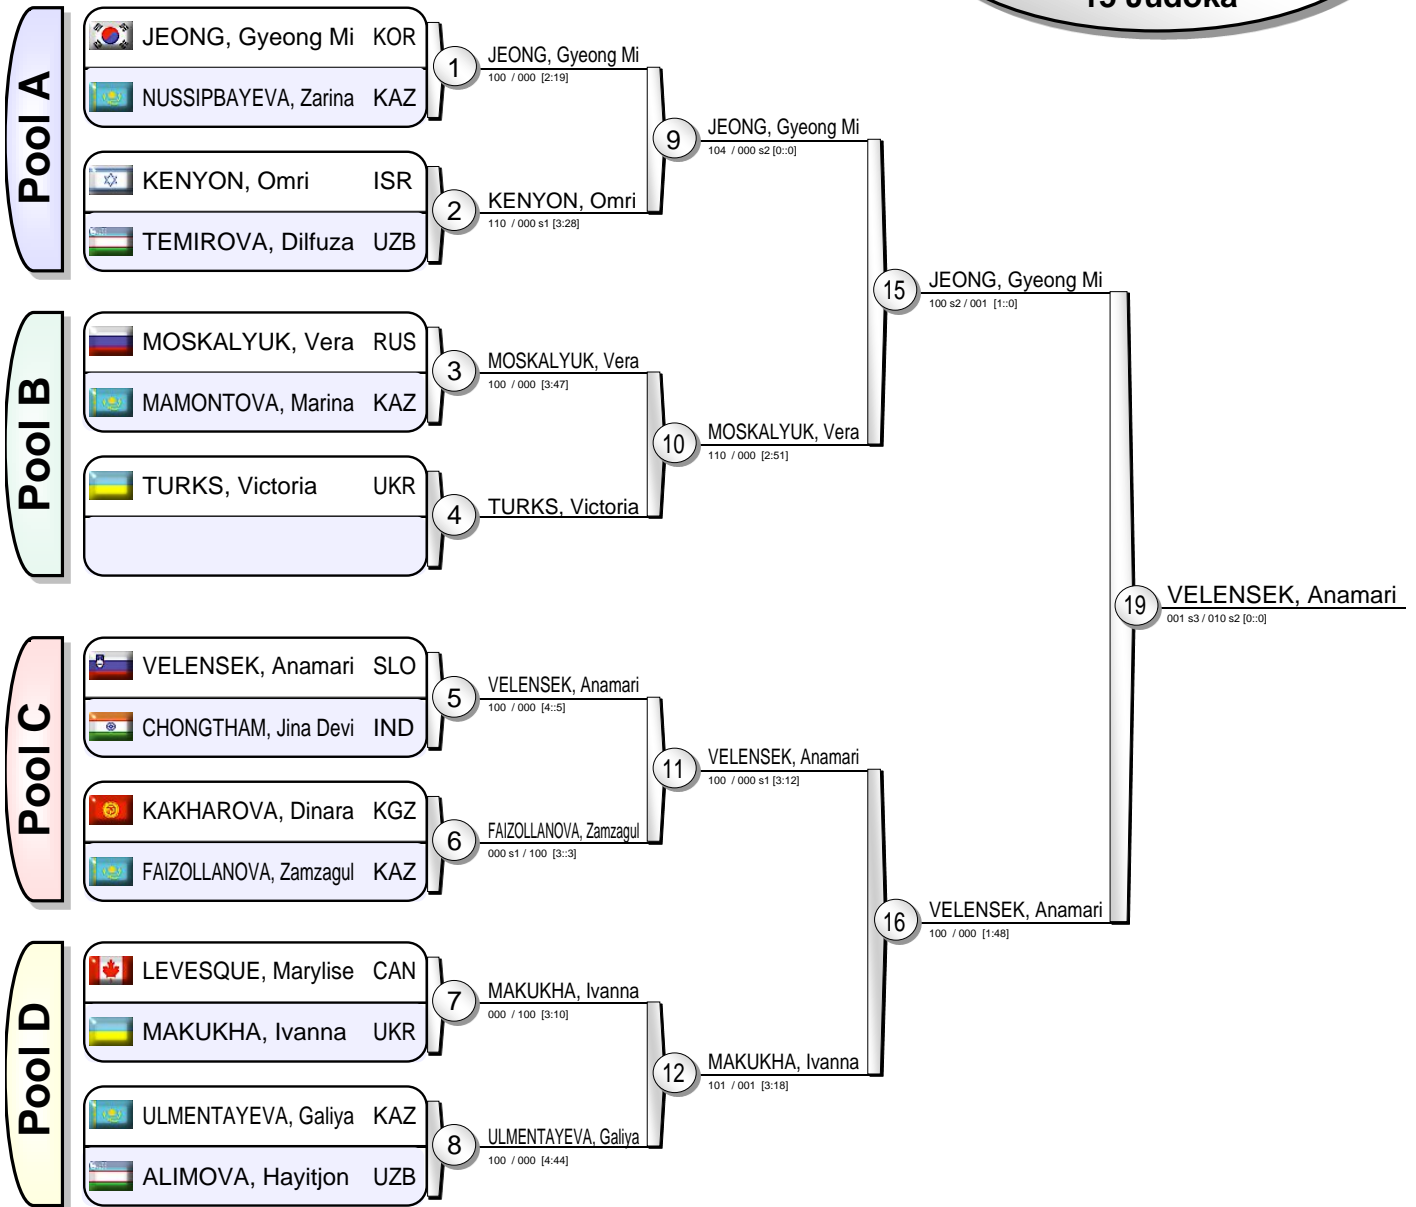 15 Judoka
Pool A
JEONG, Gyeong Mi KOR
NUSSIPBAYEVA, Zarina KAZ
KENYON, Omri ISR
TEMIROVA, Dilfuza UZB
Pool B
MOSKALYUK, Vera RUS
MAMONTOVA, Marina KAZ
TURKS, Victoria UKR
Pool C
VELENSEK, Anamari SLO
CHONGTHAM, Jina Devi IND
KAKHAROVA, Dinara KGZ
FAIZOLLANOVA, Zamzagul KAZ
Pool D
LEVESQUE, Marylise CAN
MAKUKHA, Ivanna UKR
ULMENTAYEVA, Galiya KAZ
ALIMOVA, Hayitjon UZB
1
JEONG, Gyeong Mi
100 / 000 [2:19]
2
KENYON, Omri
110 / 000 s1 [3:28]
3
MOSKALYUK, Vera
100 / 000 [3:47]
4
TURKS, Victoria
5
VELENSEK, Anamari
100 / 000 [4::5]
6
FAIZOLLANOVA, Zamzagul
000 s1 / 100 [3::3]
7
MAKUKHA, Ivanna
000 / 100 [3:10]
8
ULMENTAYEVA, Galiya
100 / 000 [4:44]
9
JEONG, Gyeong Mi
104 / 000 s2 [0::0]
10
MOSKALYUK, Vera
110 / 000 [2:51]
11
VELENSEK, Anamari
100 / 000 s1 [3:12]
12
MAKUKHA, Ivanna
101 / 001 [3:18]
15
JEONG, Gyeong Mi
100 s2 / 001 [1::0]
16
VELENSEK, Anamari
100 / 000 [1:48]
19
VELENSEK, Anamari
001 s3 / 010 s2 [0::0]